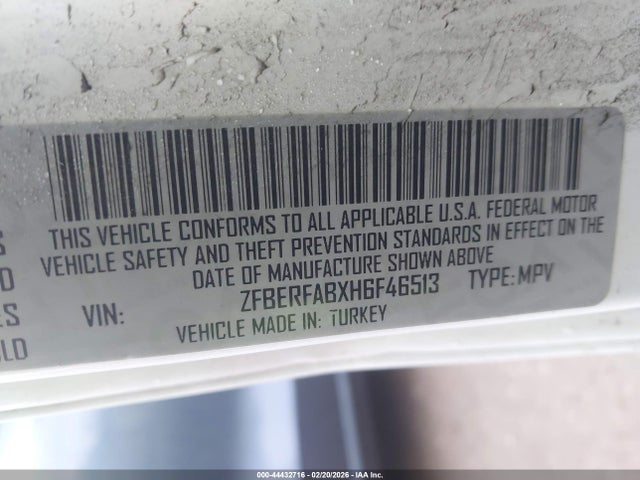 THIS VEHICLE CONFORMS TO ALL APPLICABLE U.S.A. FEDERAL MOTOR
VEHICLE SAFETY AND THEFT PREVENTION STANDARDS IN EFFECT ON THE
DATE OF MANUFACTURE SHOWN ABOVE
VIN: ZFBERFABXH6F46513 TYPE: MPV
VEHICLE MADE IN: TURKEY
S
D
ES
OLD
000-44432716 - 02/20/2026 - IAA Inc.